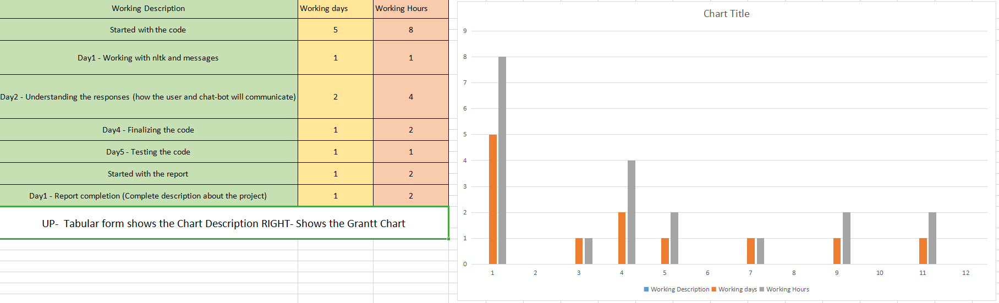 Working Description Working days Working Hours
Started with the code 5 8
Day1 - Working with nltk and messages 1 1
Day2 - Understanding the responses (how the user and chat-bot will communicate) 2 4
Day4 - Finalizing the code 1 2
Day5 - Testing the code 1 1
Started with the report 1 2
Day1 - Report completion (Complete description about the project) 1 2
UP- Tabular form shows the Chart Description RIGHT- Shows the Grantt Chart
Chart Title
9
8
7
6
5
4
3
2
1
0
1 2 3 4 5 6 7 8 9 10 11 12
Working Description Working days Working Hours